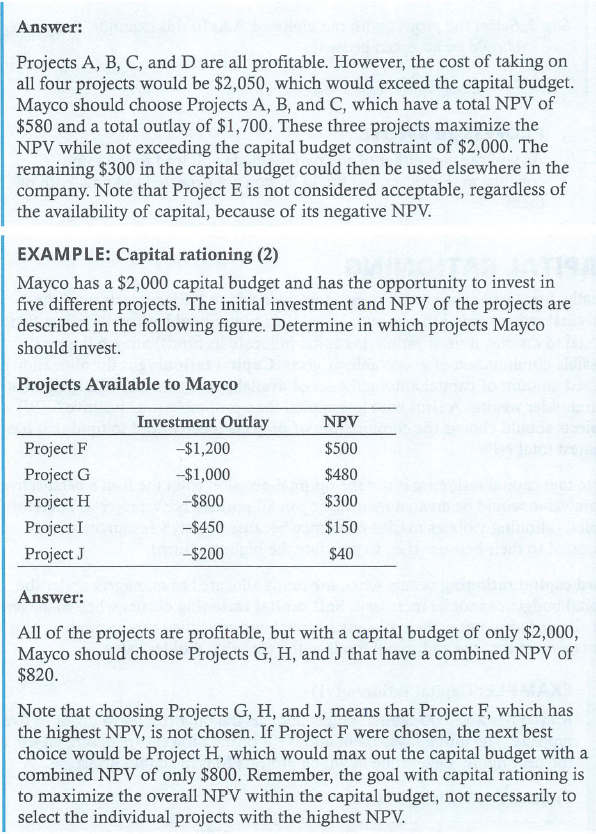 Answer:
Projects A, B, C, and D are all profitable. However, the cost of taking on
all four projects would be $2,050, which would exceed the capital budget.
Mayco should choose Projects A, B, and C, which have a total NPV of
$580 and a total outlay of $1,700. These three projects maximize the
NPV while not exceeding the capital budget constraint of $2,000. The
remaining $300 in the capital budget could then be used elsewhere in the
company. Note that Project E is not considered acceptable, regardless of
the availability of capital, because of its negative NPV.
EXAMPLE: Capital rationing (2)
Mayco has a $2,000 capital budget and has the opportunity to invest in
five different projects. The initial investment and NPV of the projects are
described in the following figure. Determine in which projects Mayco
should invest.
Projects Available to Mayco
Investment Outlay NPV
Project F –$1,200 $500
Project G –$1,000 $480
Project H –$800 $300
Project I –$450 $150
Project J –$200 $40
Answer:
All of the projects are profitable, but with a capital budget of only $2,000,
Mayco should choose Projects G, H, and J that have a combined NPV of
$820.
Note that choosing Projects G, H, and J, means that Project F, which has
the highest NPV, is not chosen. If Project F were chosen, the next best
choice would be Project H, which would max out the capital budget with a
combined NPV of only $800. Remember, the goal with capital rationing is
to maximize the overall NPV within the capital budget, not necessarily to
select the individual projects with the highest NPV.